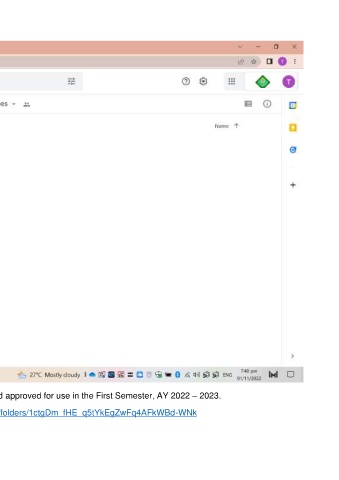 T
T
es
Name
27°C Mostly cloudy
ENG
7:48 pm
01/11/2022
d approved for use in the First Semester, AY 2022 – 2023.
folders/1ctgDm_fHE_q5tYkEgZwFq4AFkWBd-WNk